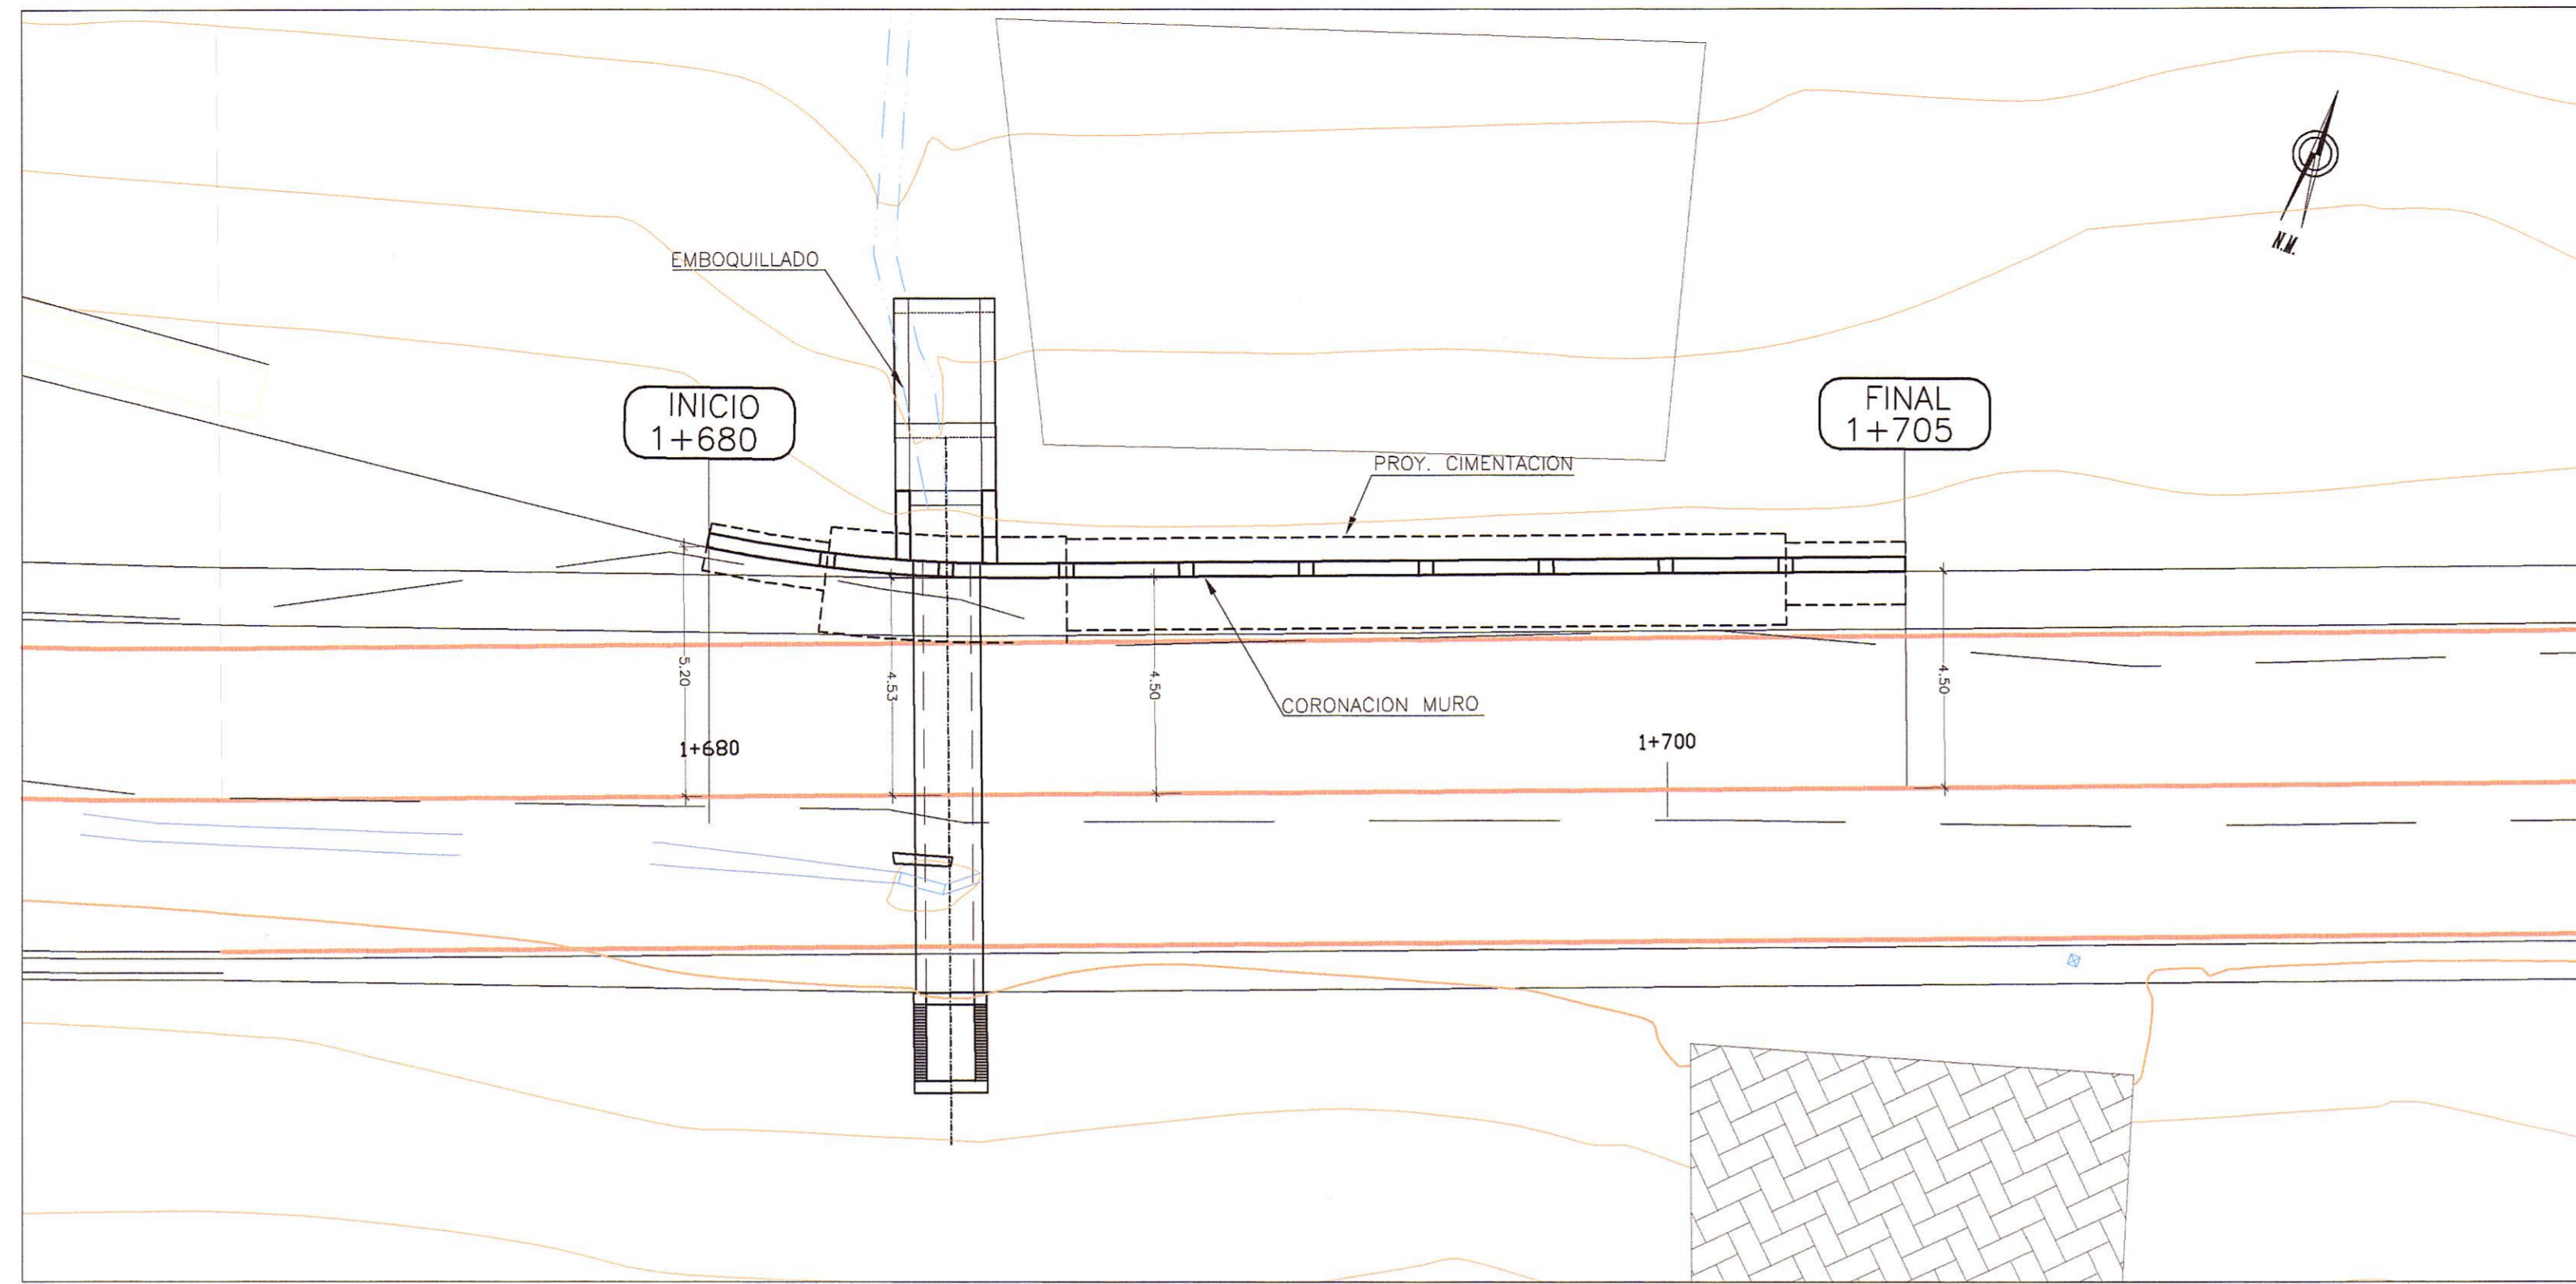 N.M.
EMBOQUILLADO
INICIO
1+680
FINAL
1+705
PROY. CIMENTACION
5.20
4.53
4.50
4.50
CORONACION MURO
1+680
1+700